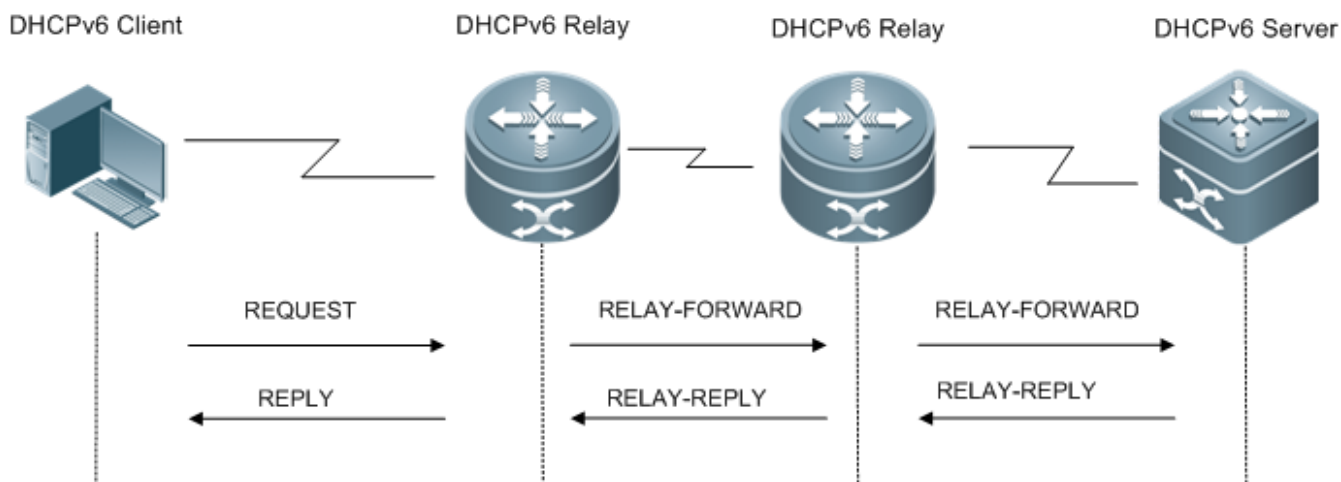 DHCPv6 Client
DHCPv6 Relay
DHCPv6 Relay
DHCPv6 Server
REQUEST
RELAY-FORWARD
RELAY-FORWARD
REPLY
RELAY-REPLY
RELAY-REPLY